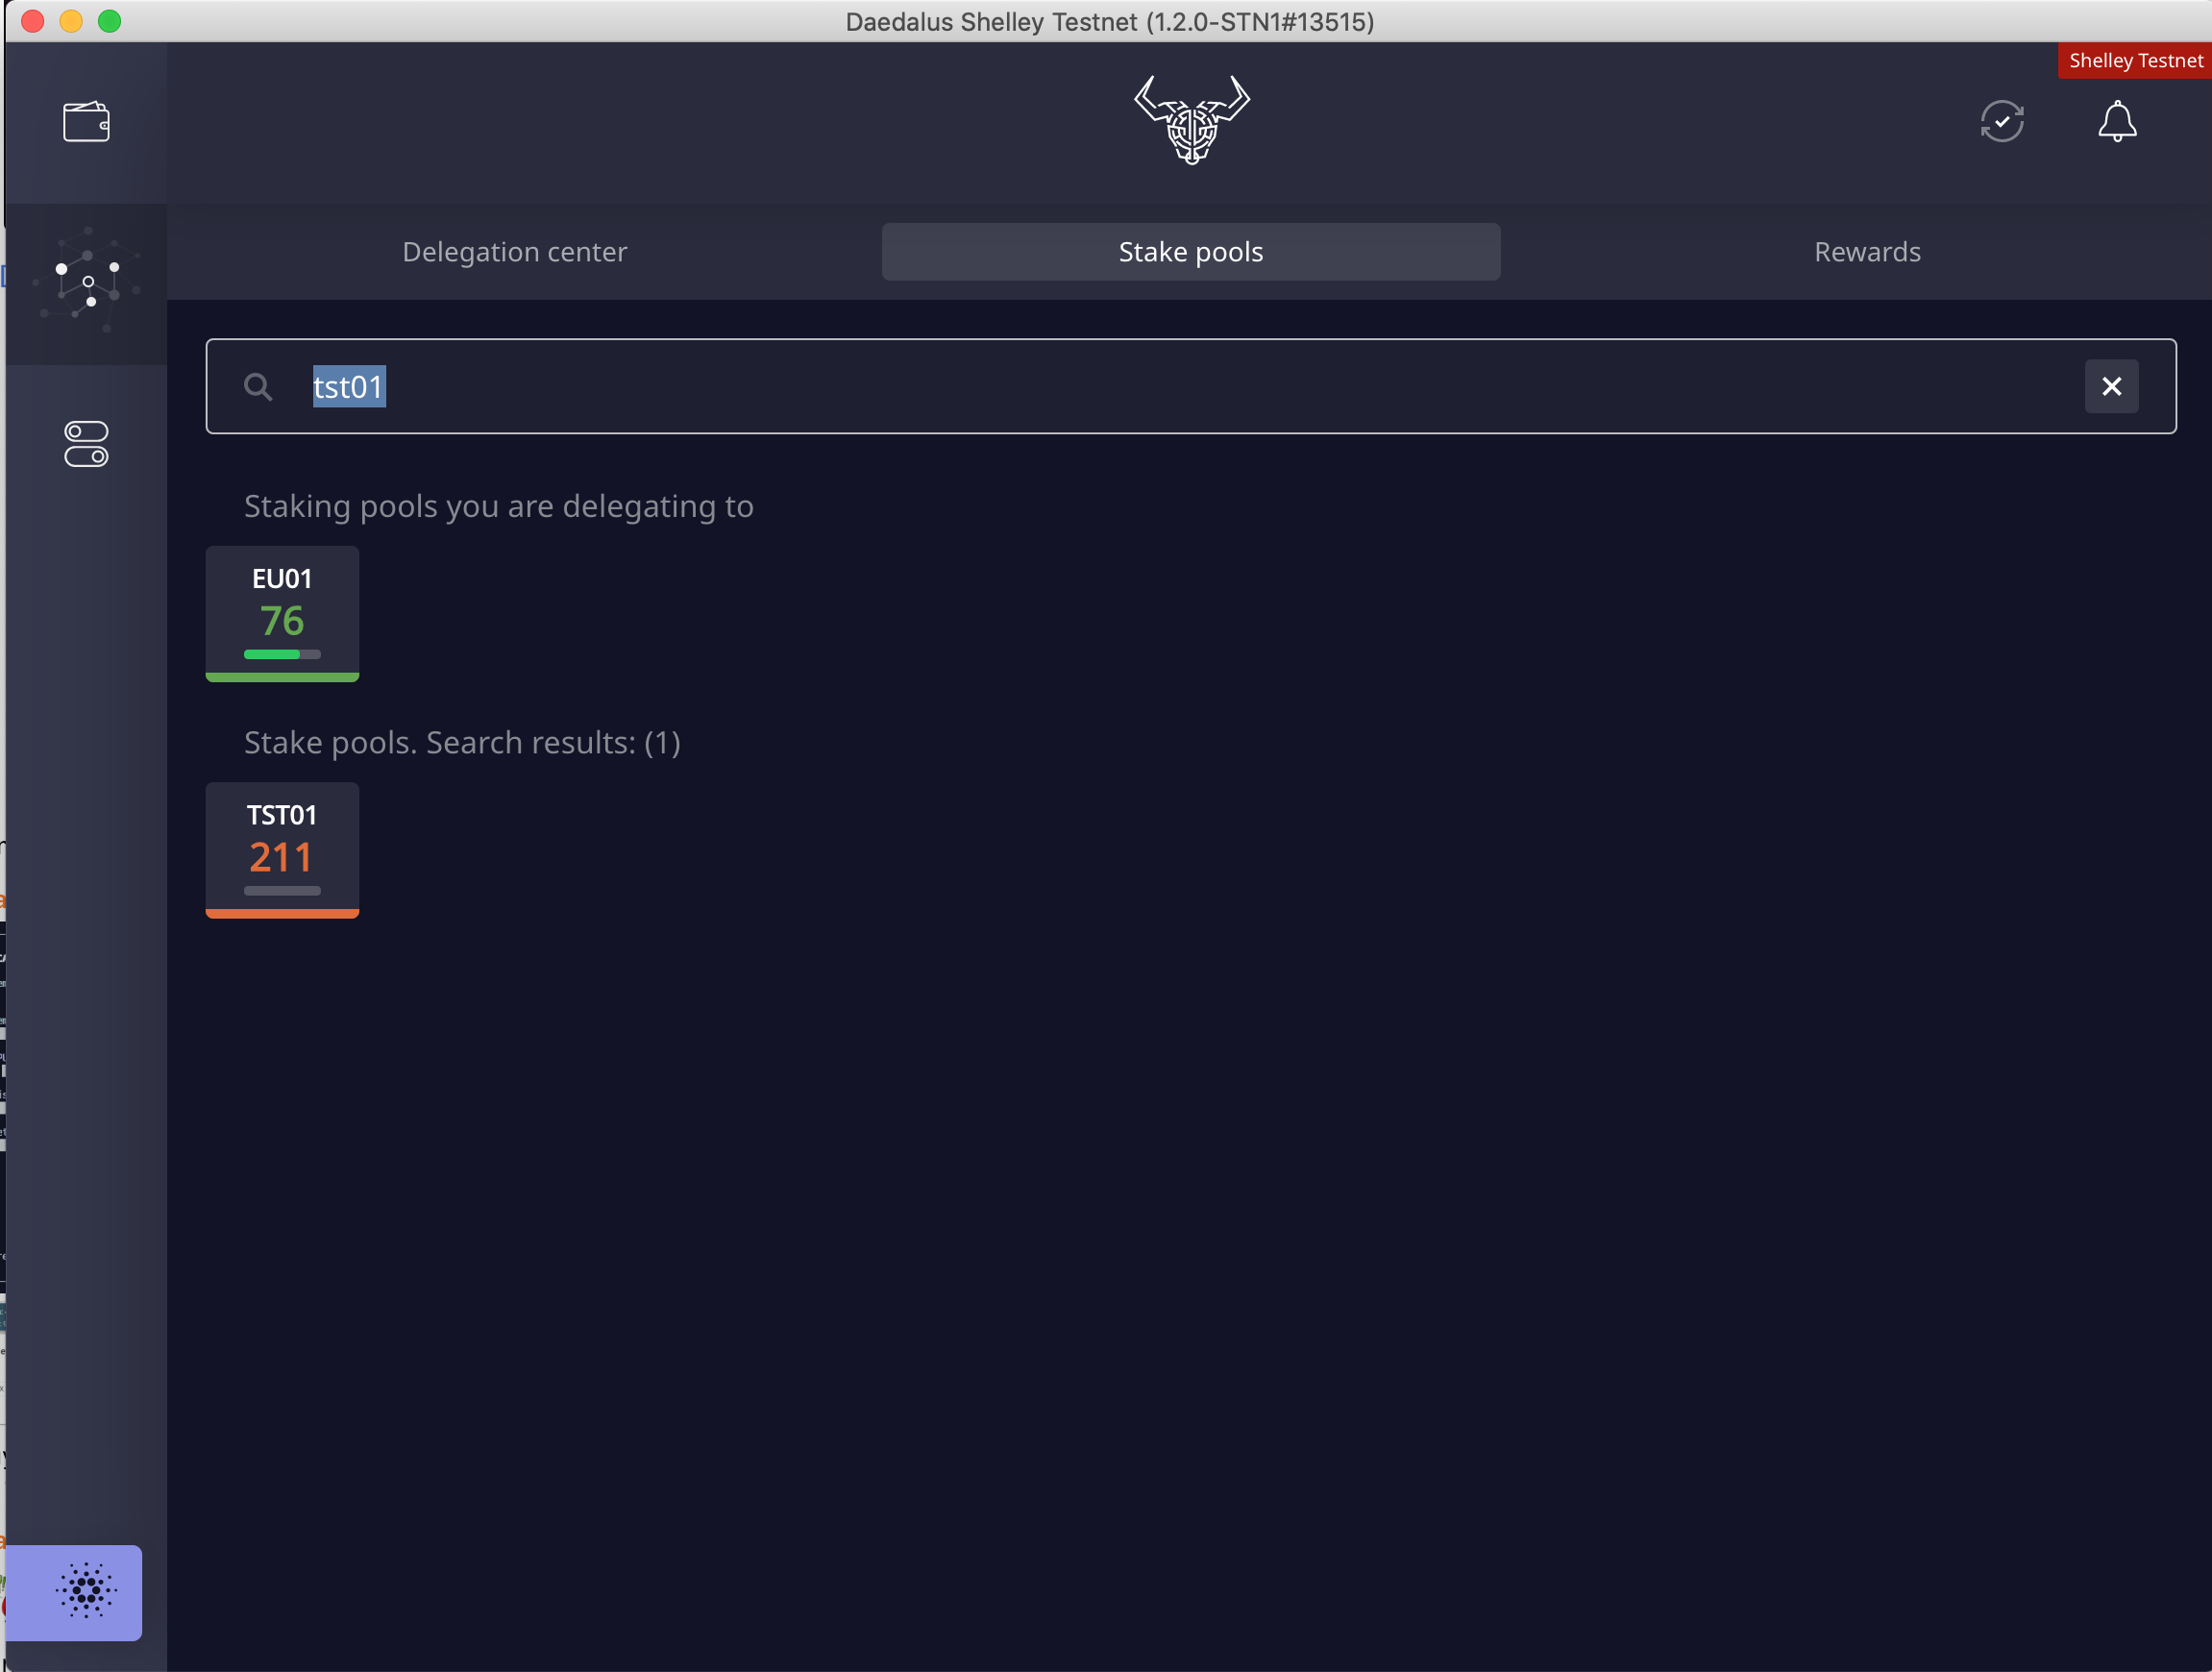 Daedalus Shelley Testnet (1.2.0-STN1#13515)
Shelley Testnet
Delegation center
Stake pools
Rewards
tst01
Staking pools you are delegating to
EU01
76
Stake pools. Search results: (1)
TST01
211